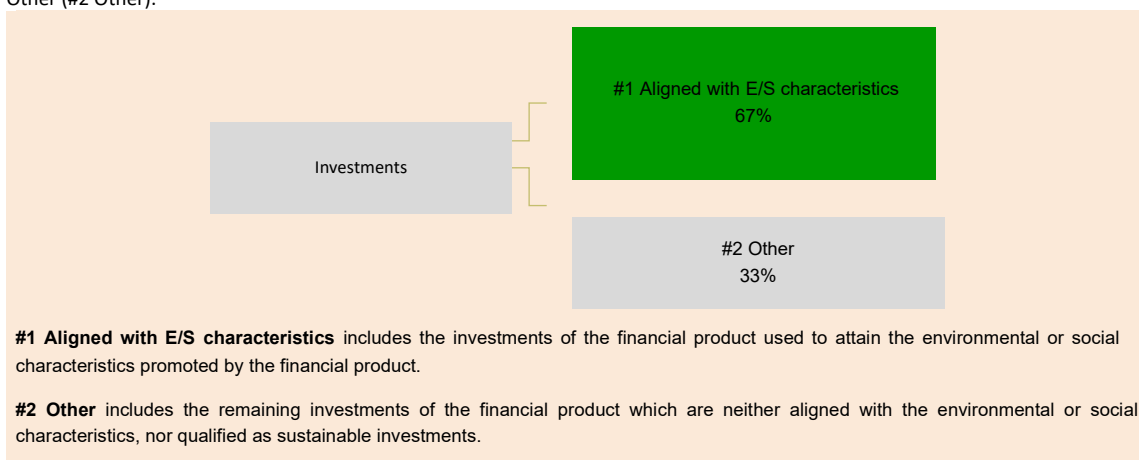 Other (#2 Other).
#1 Aligned with E/S characteristics
67%
Investments
#2 Other
33%
#1 Aligned with E/S characteristics includes the investments of the financial product used to attain the environmental or social
characteristics promoted by the financial product.
#2 Other includes the remaining investments of the financial product which are neither aligned with the environmental or social
characteristics, nor qualified as sustainable investments.